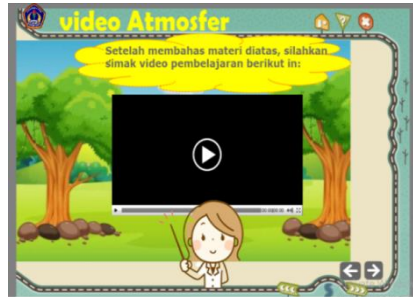 video Atmosfer
?
Setelah membahas materi diatas, silahkan
simak video pembelajaran berikut in: